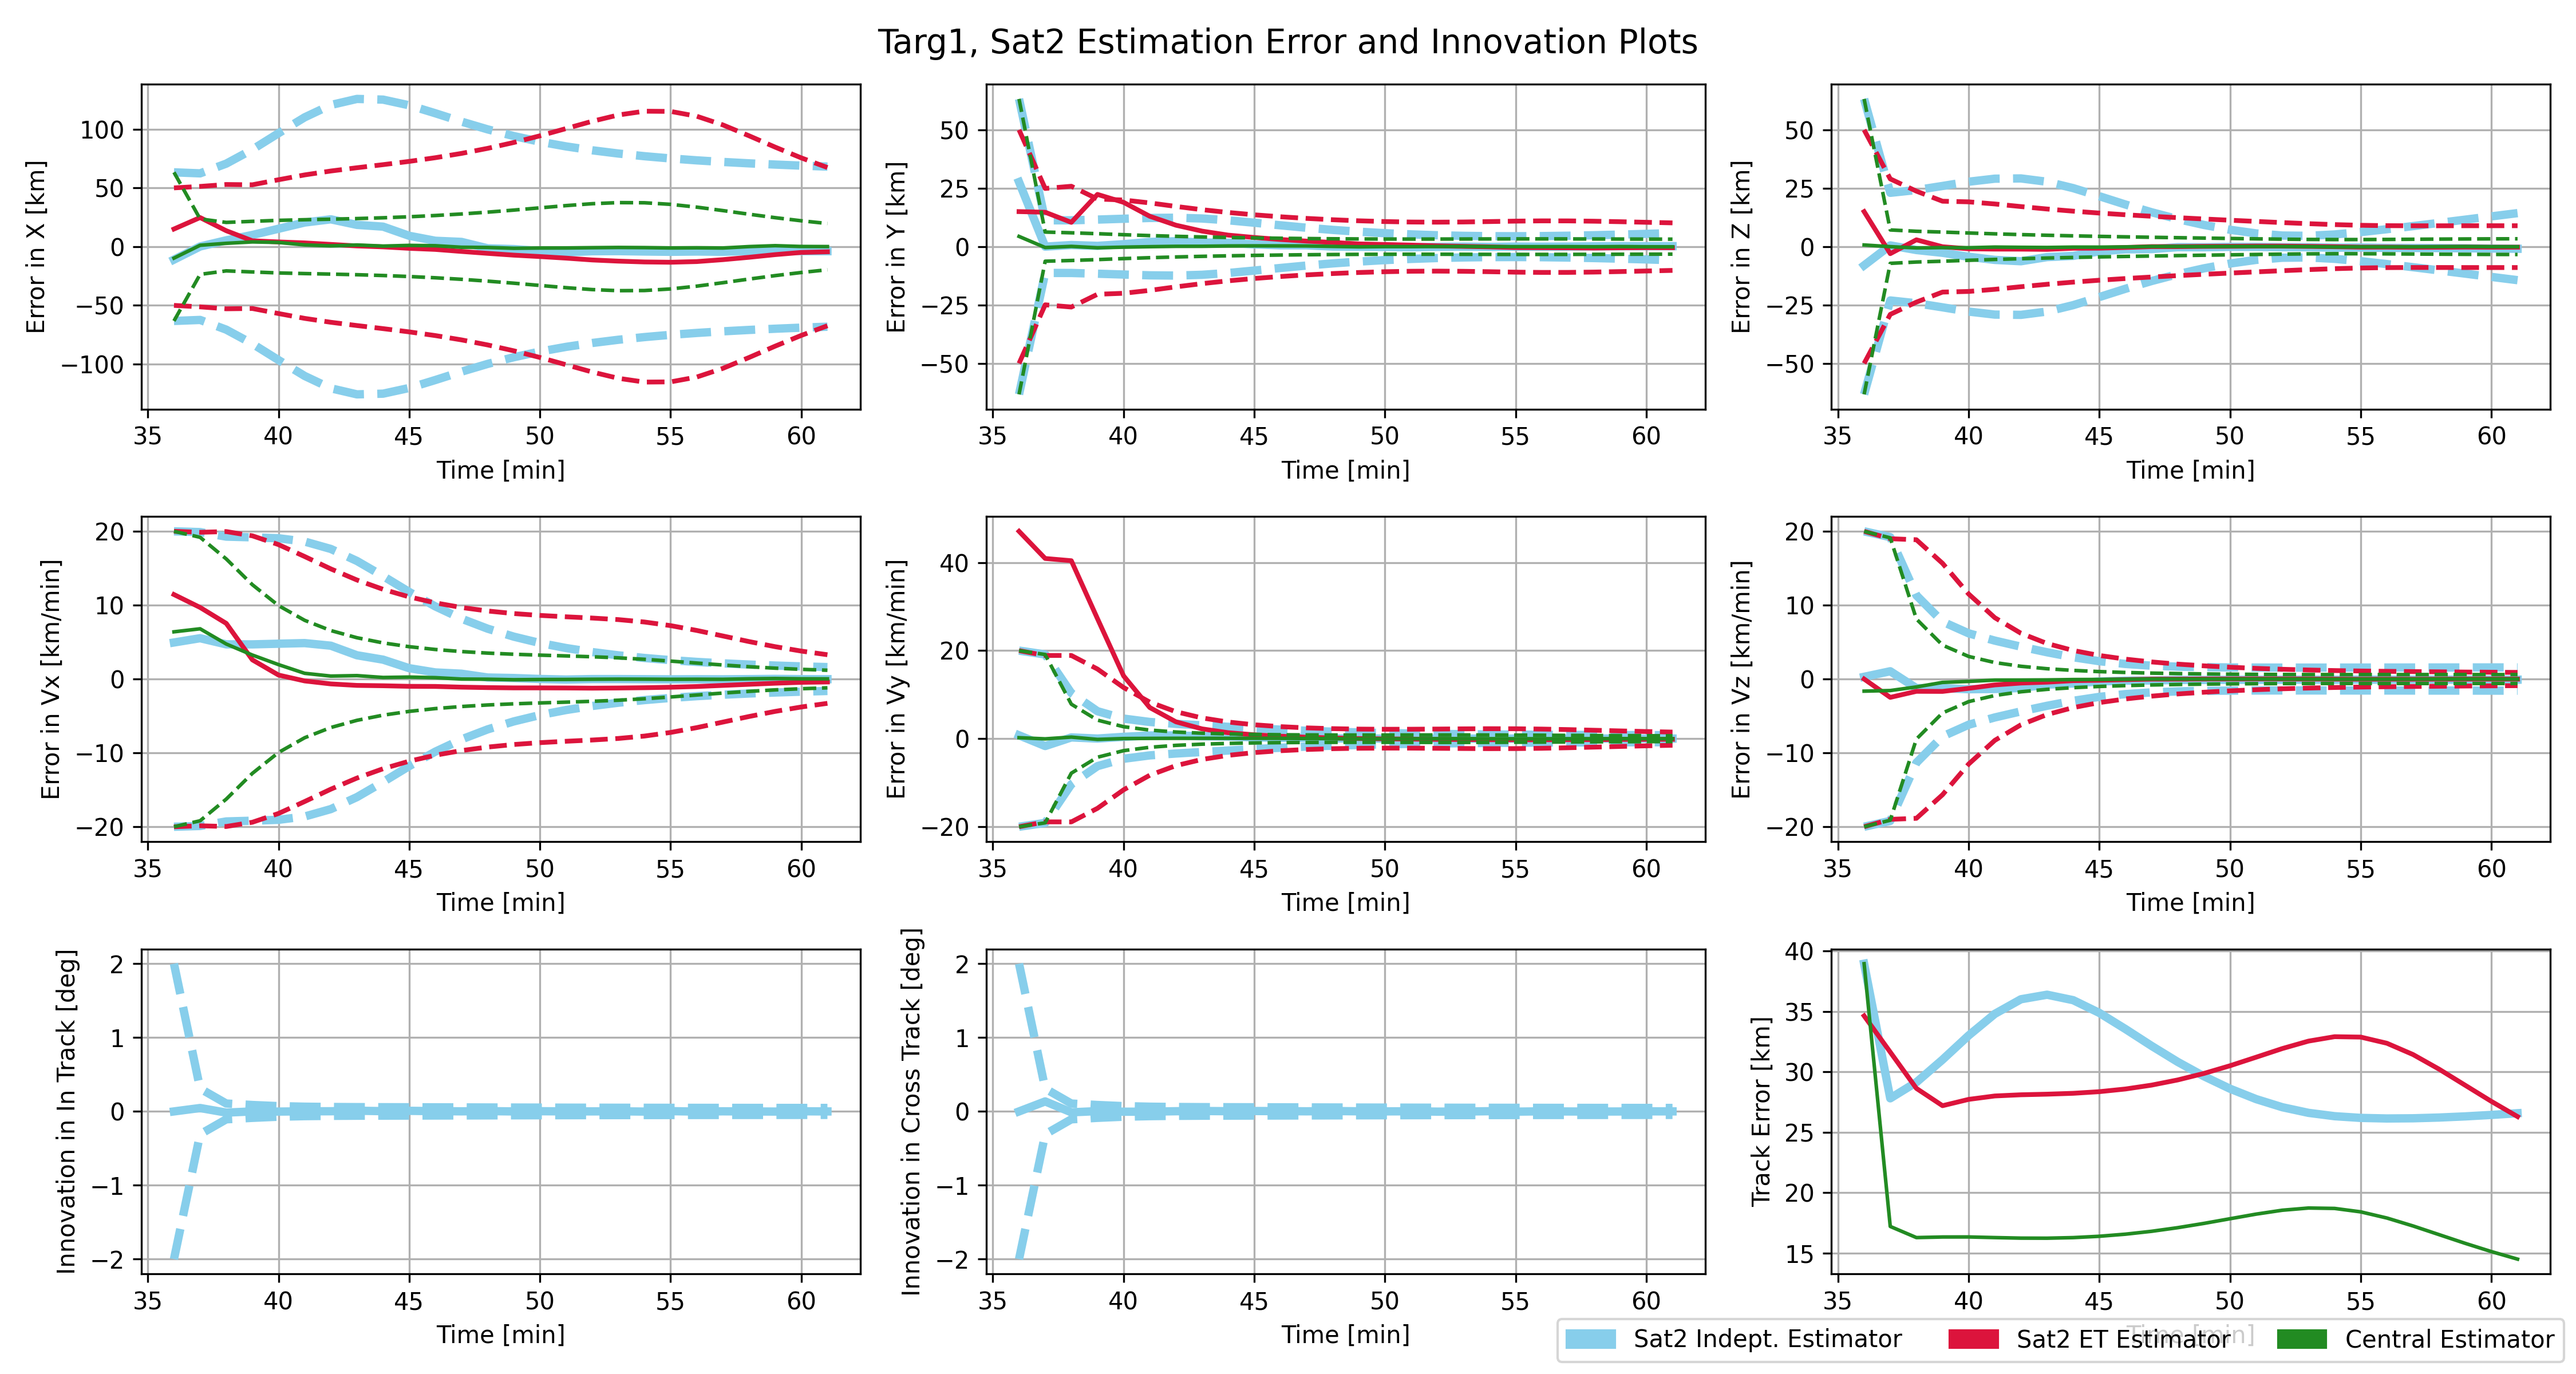 Targ1, Sat2 Estimation Error and Innovation Plots
Error in X [km]
100
50
0
−50
−100
35 40 45 50 55 60
Time [min]
Error in Y [km]
50
25
0
−25
−50
35 40 45 50 55 60
Time [min]
Error in Z [km]
50
25
0
−25
−50
35 40 45 50 55 60
Time [min]
Error in Vx [km/min]
20
10
0
−10
−20
35 40 45 50 55 60
Time [min]
Error in Vy [km/min]
40
20
0
−20
35 40 45 50 55 60
Time [min]
Error in Vz [km/min]
20
10
0
−10
−20
35 40 45 50 55 60
Time [min]
Innovation in In Track [deg]
2
1
0
−1
−2
35 40 45 50 55 60
Time [min]
Innovation in Cross Track [deg]
2
1
0
−1
−2
35 40 45 50 55 60
Time [min]
Track Error [km]
40
35
30
25
20
15
35 40 45 50 55 60
Time [min]
Sat2 Indept. Estimator
Sat2 ET Estimator
Central Estimator